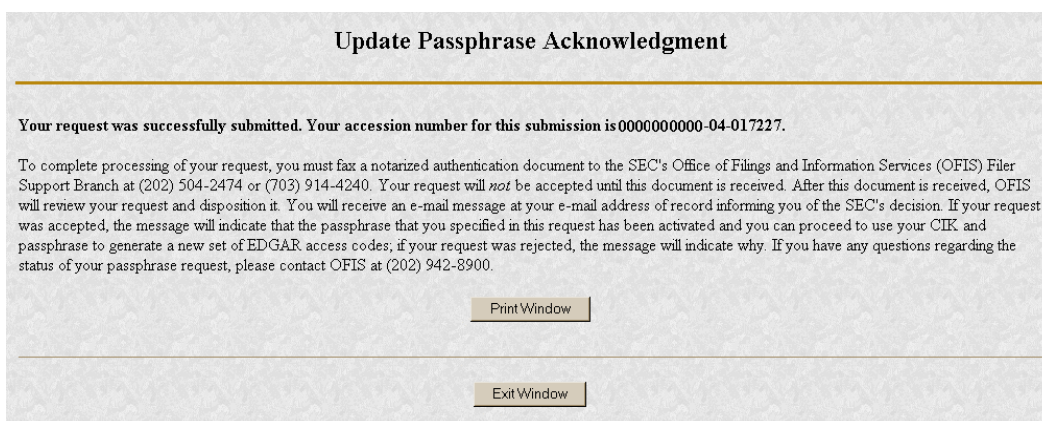 Update Passphrase Acknowledgment
Your request was successfully submitted. Your accession number for this submission is 0000000000-04-017227.
To complete processing of your request, you must fax a notarized authentication document to the SEC's Office of Filings and Information Services (OFIS) Filer
Support Branch at (202) 504-2474 or (703) 914-4240. Your request will not be accepted until this document is received. After this document is received, OFIS
will review your request and disposition it. You will receive an e-mail message at your e-mail address of record informing you of the SEC's decision. If your request
was accepted, the message will indicate that the passphrase that you specified in this request has been activated and you can proceed to use your CIK and
passphrase to generate a new set of EDGAR access codes; if your request was rejected, the message will indicate why. If you have any questions regarding the
status of your passphrase request, please contact OFIS at (202) 942-8900.
Print Window
Exit Window